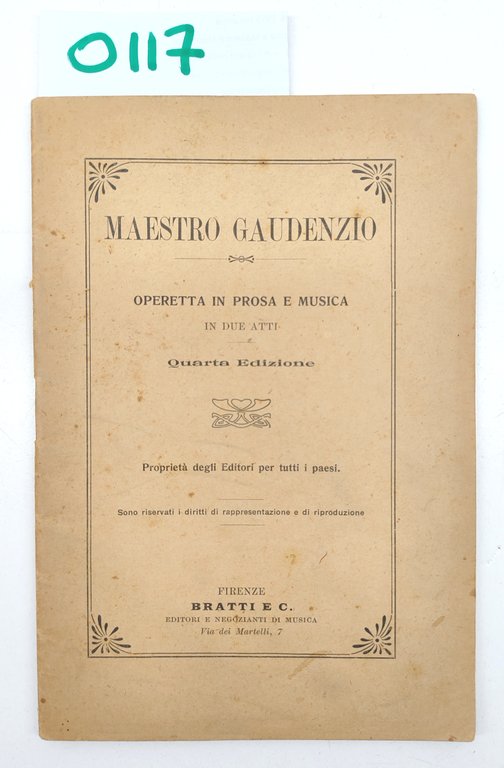 0117
MAESTRO GAUDENZIO
OPERETTA IN PROSA E MUSICA
IN DUE ATTI
Quarta Edizione
Proprietà degli Editori per tutti i paesi.
Sono riservati i diritti di rappresentazione e di riproduzione
FIRENZE
BRATTI E C.
EDITORI E NEGOZIANTI DI MUSICA
Via dei Martelli, 7